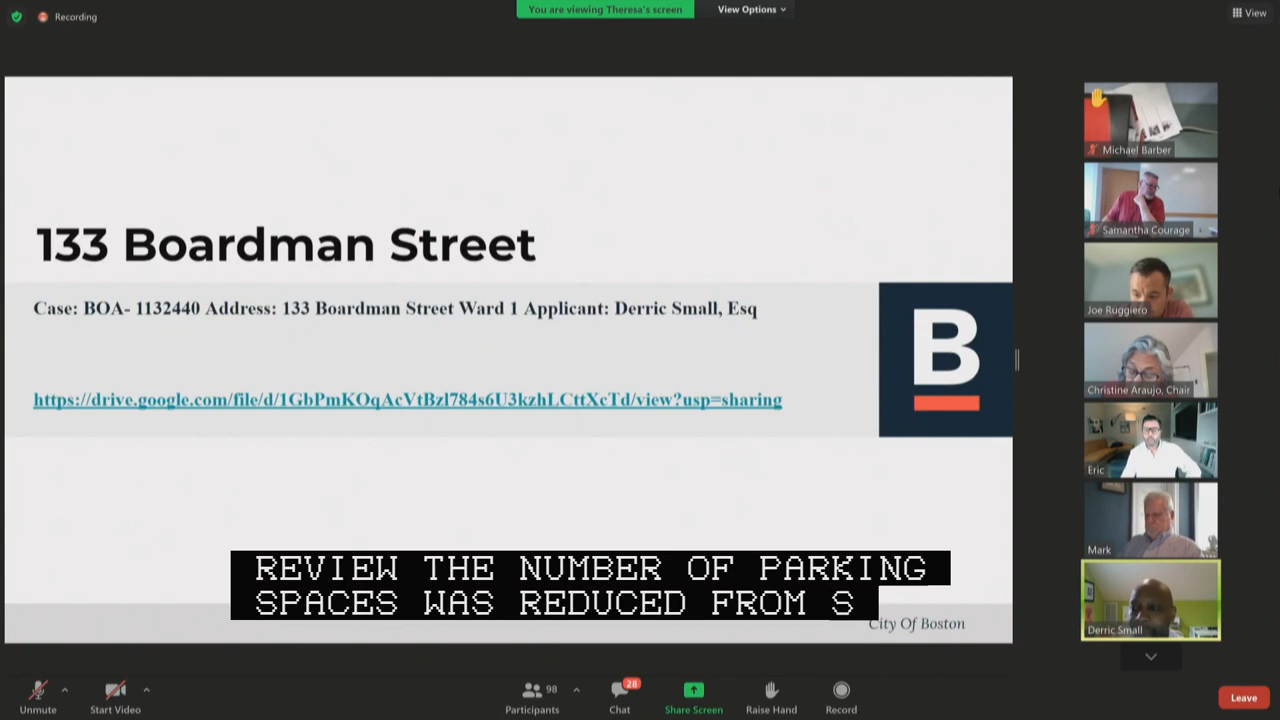 Recording
You are viewing Theresa's screen
View Options
View
133 Boardman Street
Case: BOA- 1132440 Address: 133 Boardman Street Ward 1 Applicant: Derric Small, Esq
https://drive.google.com/file/d/1GbPmKOqAcVtBzl784s6U3kzhLCttXcTd/view?usp=sharing
B
REVIEW THE NUMBER OF PARKING
SPACES WAS REDUCED FROM S
City Of Boston
Michael Barber
Samantha Courage
Joe Ruggiero
Christine Araujo, Chair
Eric
Mark
Derric Small
Unmute
Start Video
98
Participants
28
Chat
Share Screen
Raise Hand
Record
Leave